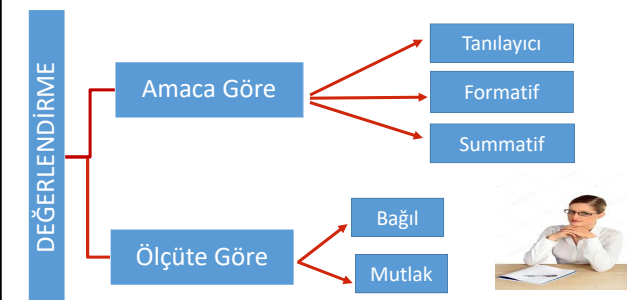 DEĞERLENDİRME
Amaca Göre
Tanılayıcı
Formatif
Summatif
Ölçüte Göre
Bağıl
Mutlak